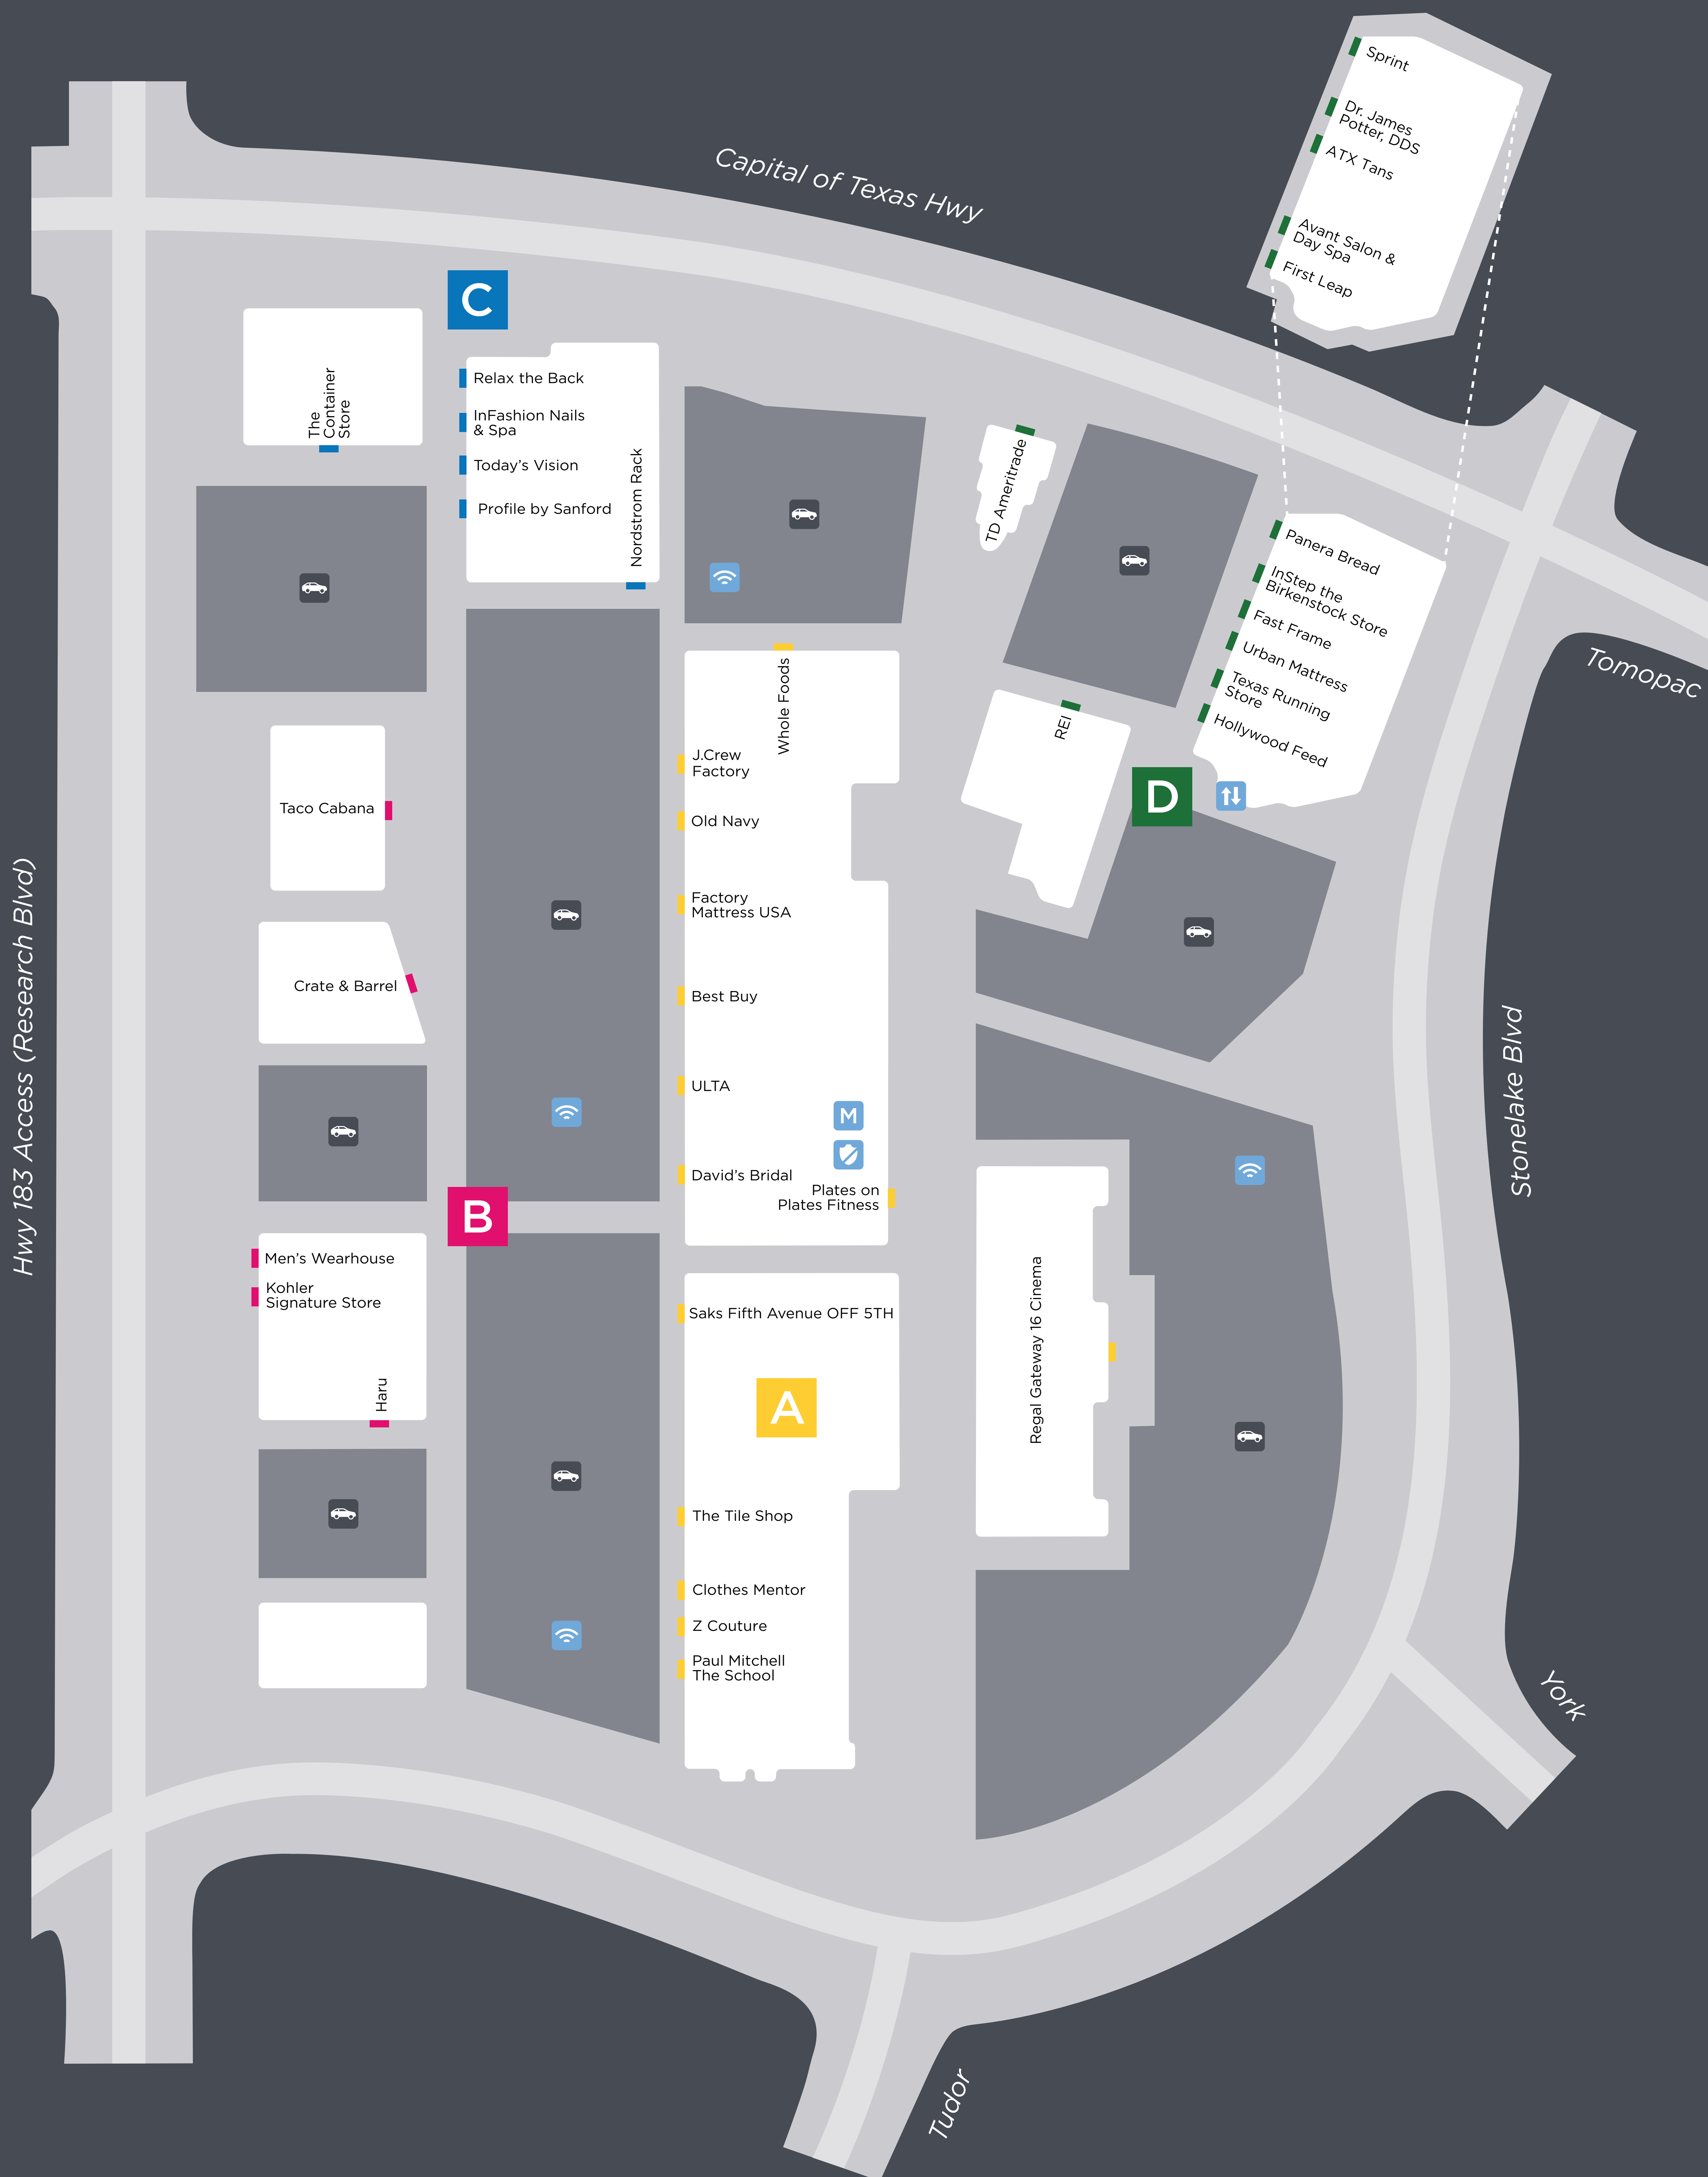 Sprint
Dr. James
Potter, DDS
ATX Tans
Avant Salon &
Day Spa
First Leap
Capital of Texas Hwy
C
The
Container
Store
Relax the Back
InFashion Nails
& Spa
Today's Vision
Profile by Sanford
Nordstrom Rack
TD Ameritrade
Panera Bread
InStep the
Birkenstock Store
Fast Frame
Urban Mattress
Texas Running
Store
Hollywood Feed
Tomopac
REI
D
Whole Foods
J.Crew
Factory
Old Navy
Factory
Mattress USA
Best Buy
ULTA
M
David's Bridal
Plates on
Plates Fitness
Taco Cabana
Crate & Barrel
Hwy 183 Access (Research Blvd)
Stonelake Blvd
B
Men's Wearhouse
Kohler
Signature Store
Haru
Saks Fifth Avenue OFF 5TH
A
Regal Gateway 16 Cinema
The Tile Shop
Clothes Mentor
Z Couture
Paul Mitchell
The School
York
Tudor